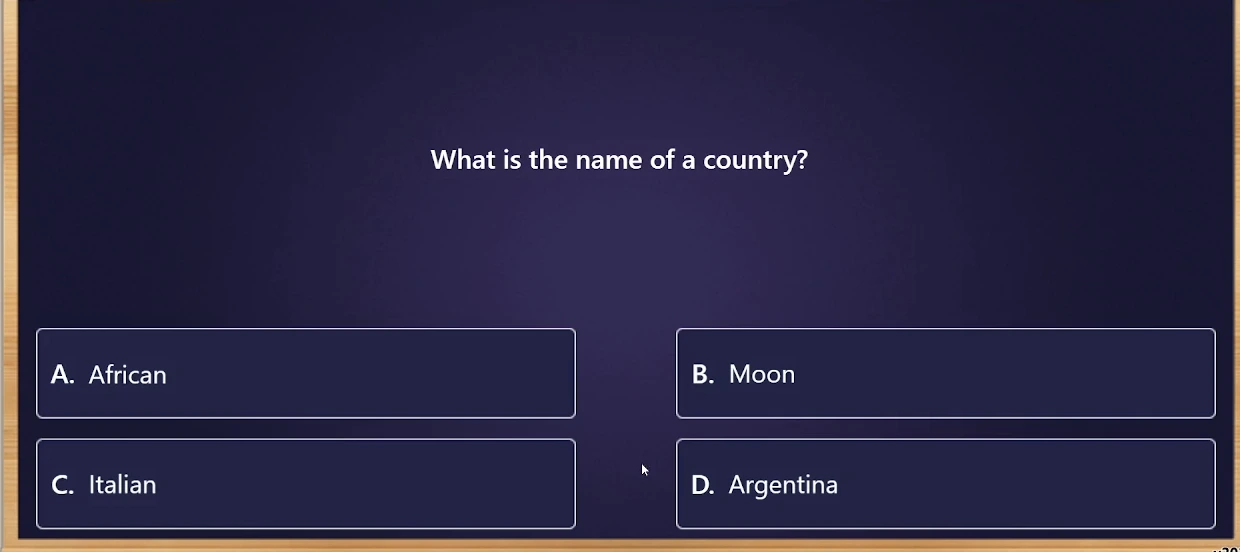 What is the name of a country?
A. African
B. Moon
C. Italian
D. Argentina